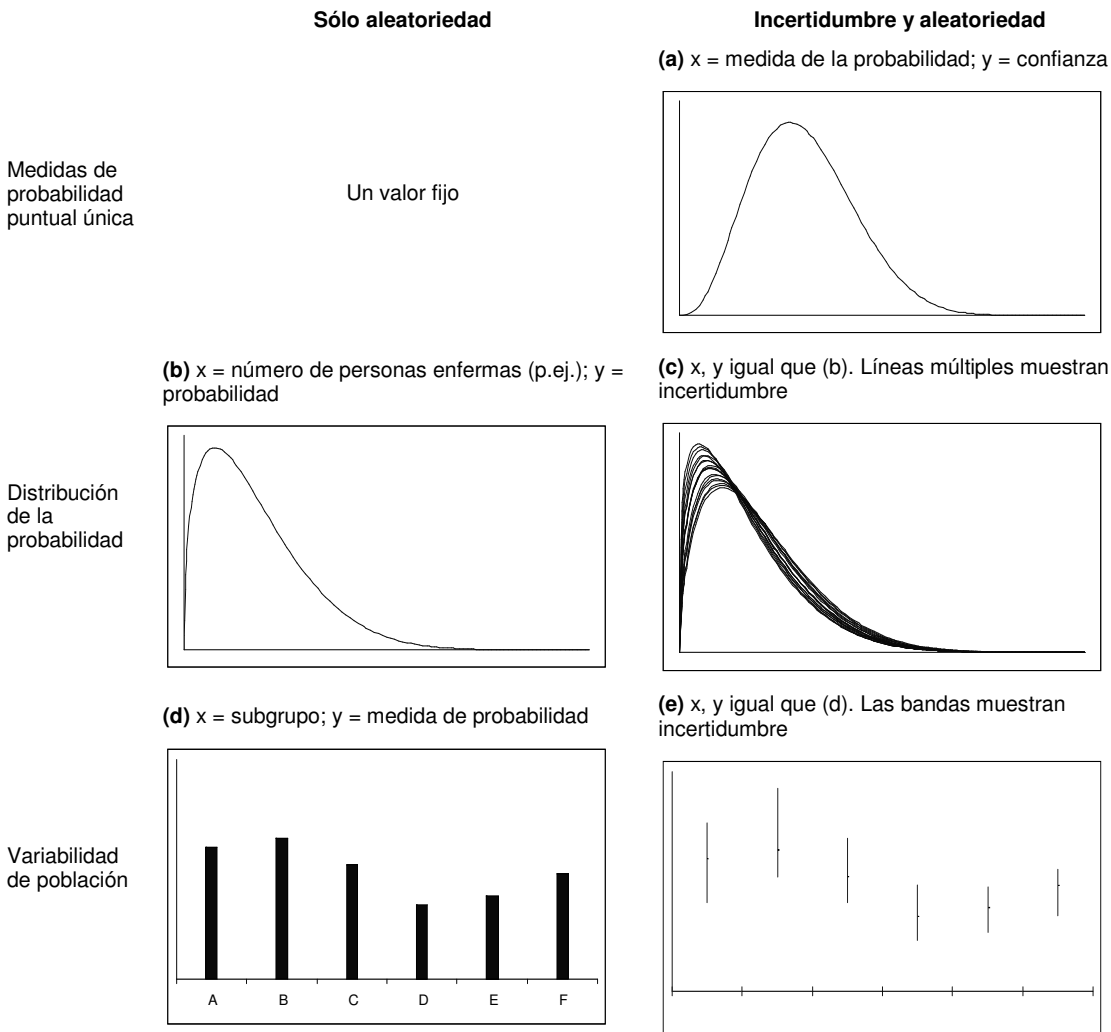 Sólo aleatoriedad
Incertidumbre y aleatoriedad
(a) x = medida de la probabilidad; y = confianza
Medidas de
probabilidad
puntual única
Un valor fijo
(b) x = número de personas enfermas (p.ej.); y =
probabilidad
(c) x, y igual que (b). Líneas múltiples muestran
incertidumbre
Distribución
de la
probabilidad
(d) x = subgrupo; y = medida de probabilidad
(e) x, y igual que (d). Las bandas muestran
incertidumbre
Variabilidad
de población
A B C D E F